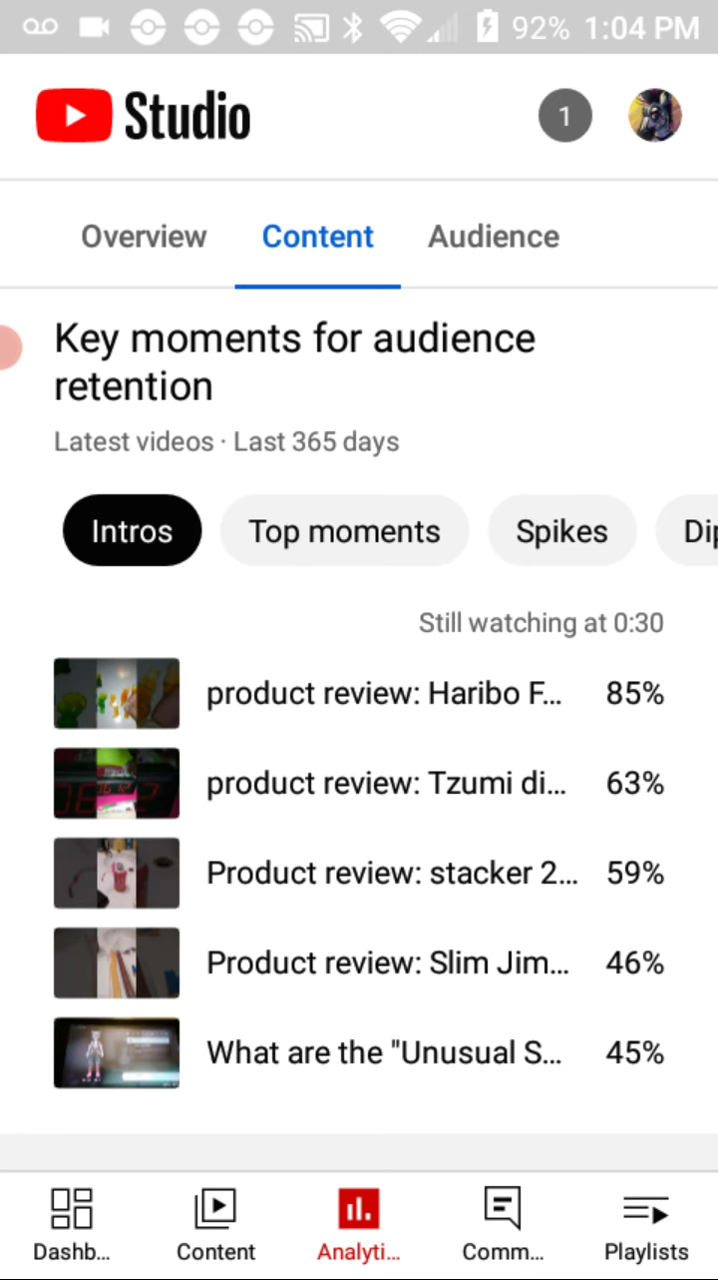 92% 1:04 PM
Studio
1
Overview Content Audience
Key moments for audience
retention
Latest videos · Last 365 days
Intros Top moments Spikes Dip
Still watching at 0:30
product review: Haribo F... 85%
product review: Tzumi di... 63%
Product review: stacker 2... 59%
Product review: Slim Jim... 46%
What are the "Unusual S... 45%
Dashb... Content Analyti... Comm... Playlists